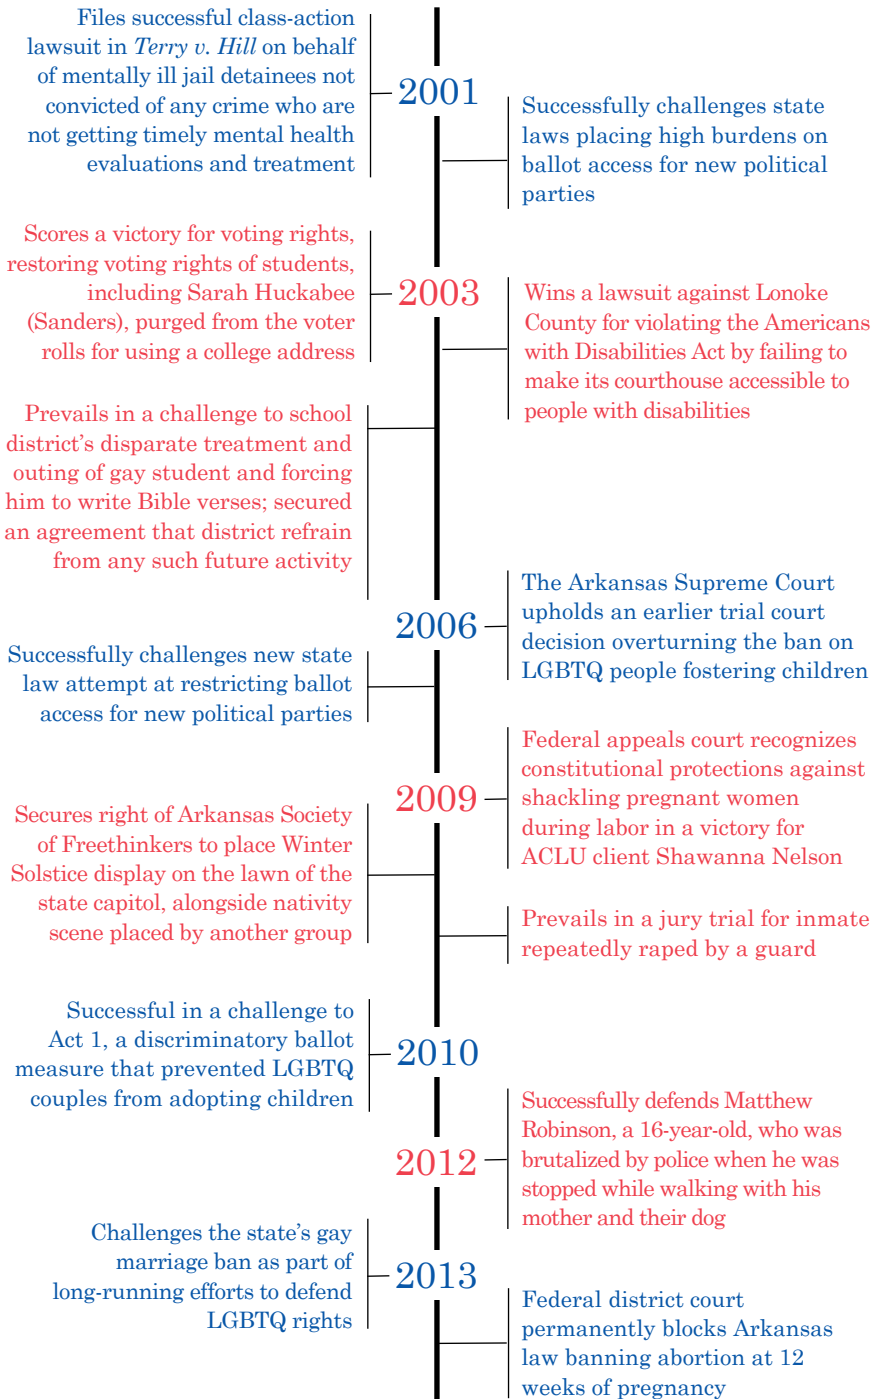 Files successful class-action
lawsuit in Terry v. Hill on behalf
of mentally ill jail detainees not
convicted of any crime who are
not getting timely mental health
evaluations and treatment
2001
Successfully challenges state
laws placing high burdens on
ballot access for new political
parties
Scores a victory for voting rights,
restoring voting rights of students,
including Sarah Huckabee
(Sanders), purged from the voter
rolls for using a college address
2003
Wins a lawsuit against Lonoke
County for violating the Americans
with Disabilities Act by failing to
make its courthouse accessible to
people with disabilities
Prevails in a challenge to school
district’s disparate treatment and
outing of gay student and forcing
him to write Bible verses; secured
an agreement that district refrain
from any such future activity
2006
The Arkansas Supreme Court
upholds an earlier trial court
decision overturning the ban on
LGBTQ people fostering children
Successfully challenges new state
law attempt at restricting ballot
access for new political parties
2009
Federal appeals court recognizes
constitutional protections against
shackling pregnant women
during labor in a victory for
ACLU client Shawanna Nelson
Secures right of Arkansas Society
of Freethinkers to place Winter
Solstice display on the lawn of the
state capitol, alongside nativity
scene placed by another group
Prevails in a jury trial for inmate
repeatedly raped by a guard
Successful in a challenge to
Act 1, a discriminatory ballot
measure that prevented LGBTQ
couples from adopting children
2010
2012
Successfully defends Matthew
Robinson, a 16-year-old, who was
brutalized by police when he was
stopped while walking with his
mother and their dog
Challenges the state’s gay
marriage ban as part of
long-running efforts to defend
LGBTQ rights
2013
Federal district court
permanently blocks Arkansas
law banning abortion at 12
weeks of pregnancy